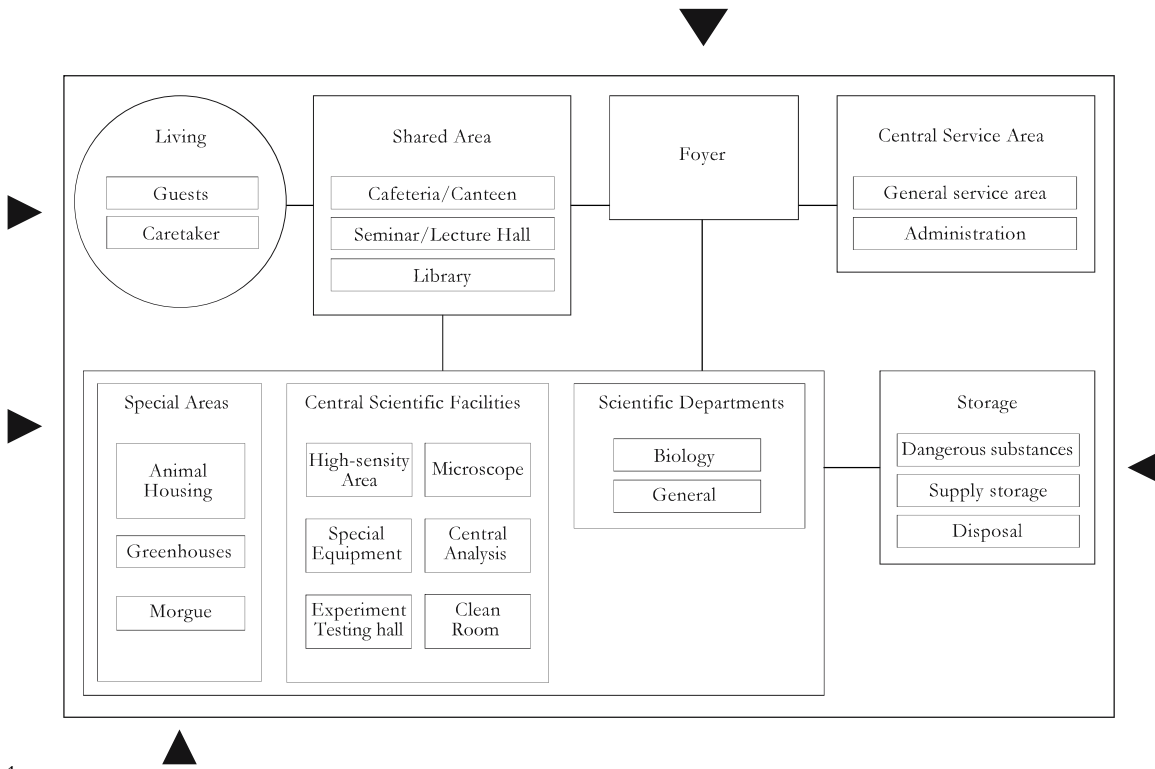 Living
Guests
Caretaker
Shared Area
Cafeteria/Canteen
Seminar/Lecture Hall
Library
Foyer
Central Service Area
General service area
Administration
Special Areas
Animal
Housing
Greenhouses
Morgue
Central Scientific Facilities
High-sensity
Area
Microscope
Special
Equipment
Central
Analysis
Experiment
Testing hall
Clean
Room
Scientific Departments
Biology
General
Storage
Dangerous substances
Supply storage
Disposal